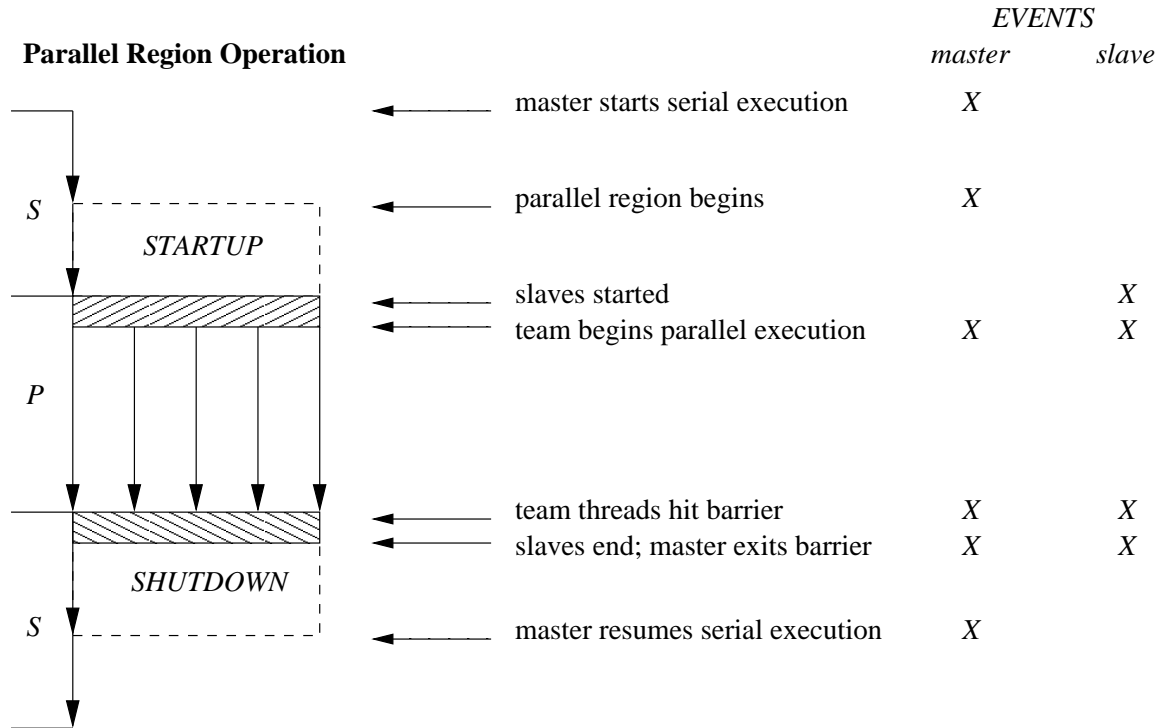 EVENTS
Parallel Region Operation master slave
master starts serial execution X
S parallel region begins X
STARTUP
slaves started X
team begins parallel execution X X
P
team threads hit barrier X X
slaves end; master exits barrier X X
SHUTDOWN
S master resumes serial execution X